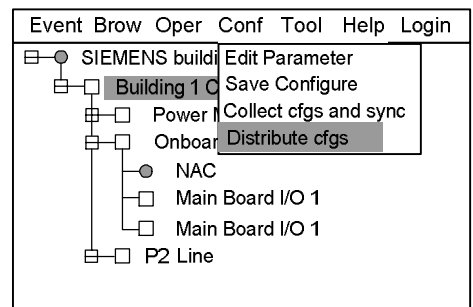 Event Brow Oper Conf Tool Help Login
SIEMENS buildi
Edit Parameter
Building 1 C
Save Configure
Power
Collect cfgs and sync
Onboar
Distribute cfgs
NAC
Main Board I/O 1
Main Board I/O 1
P2 Line